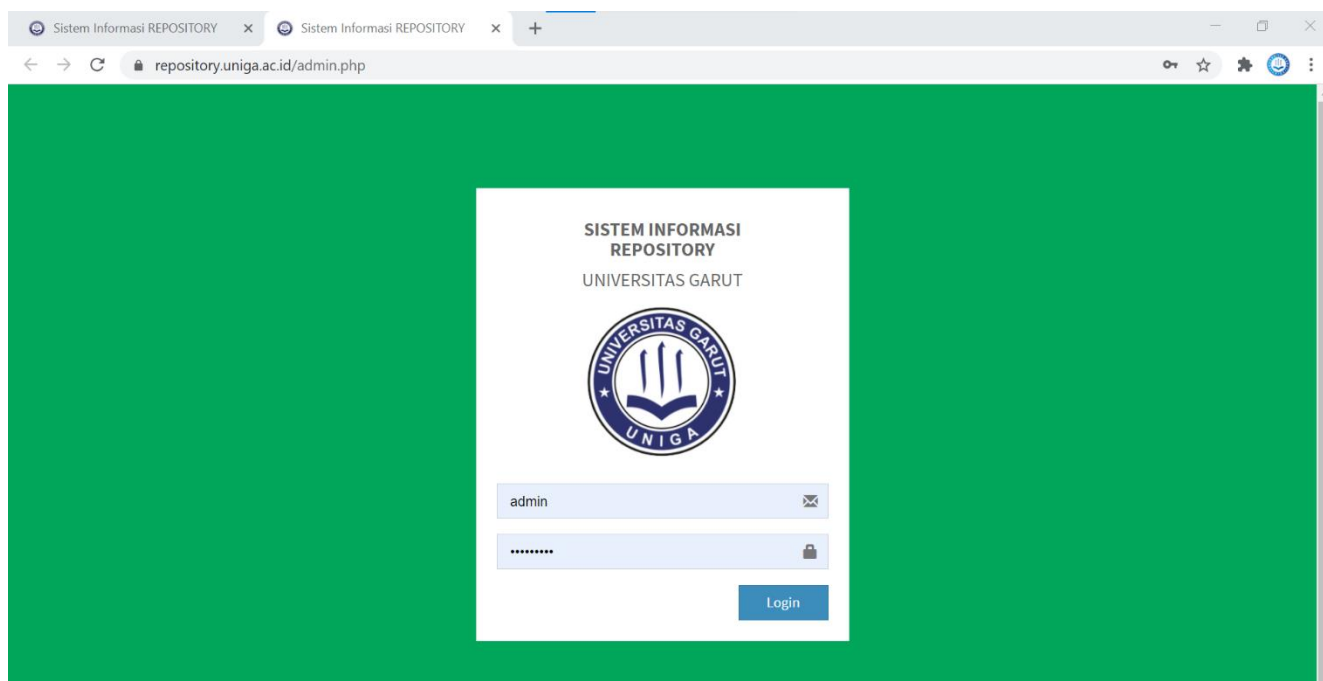 Sistem Informasi REPOSITORY
Sistem Informasi REPOSITORY
repository.uniga.ac.id/admin.php
SISTEM INFORMASI
REPOSITORY
UNIVERSITAS GARUT
UNIVERSITAS GARUT
UNIGA
admin
•••••••••
Login